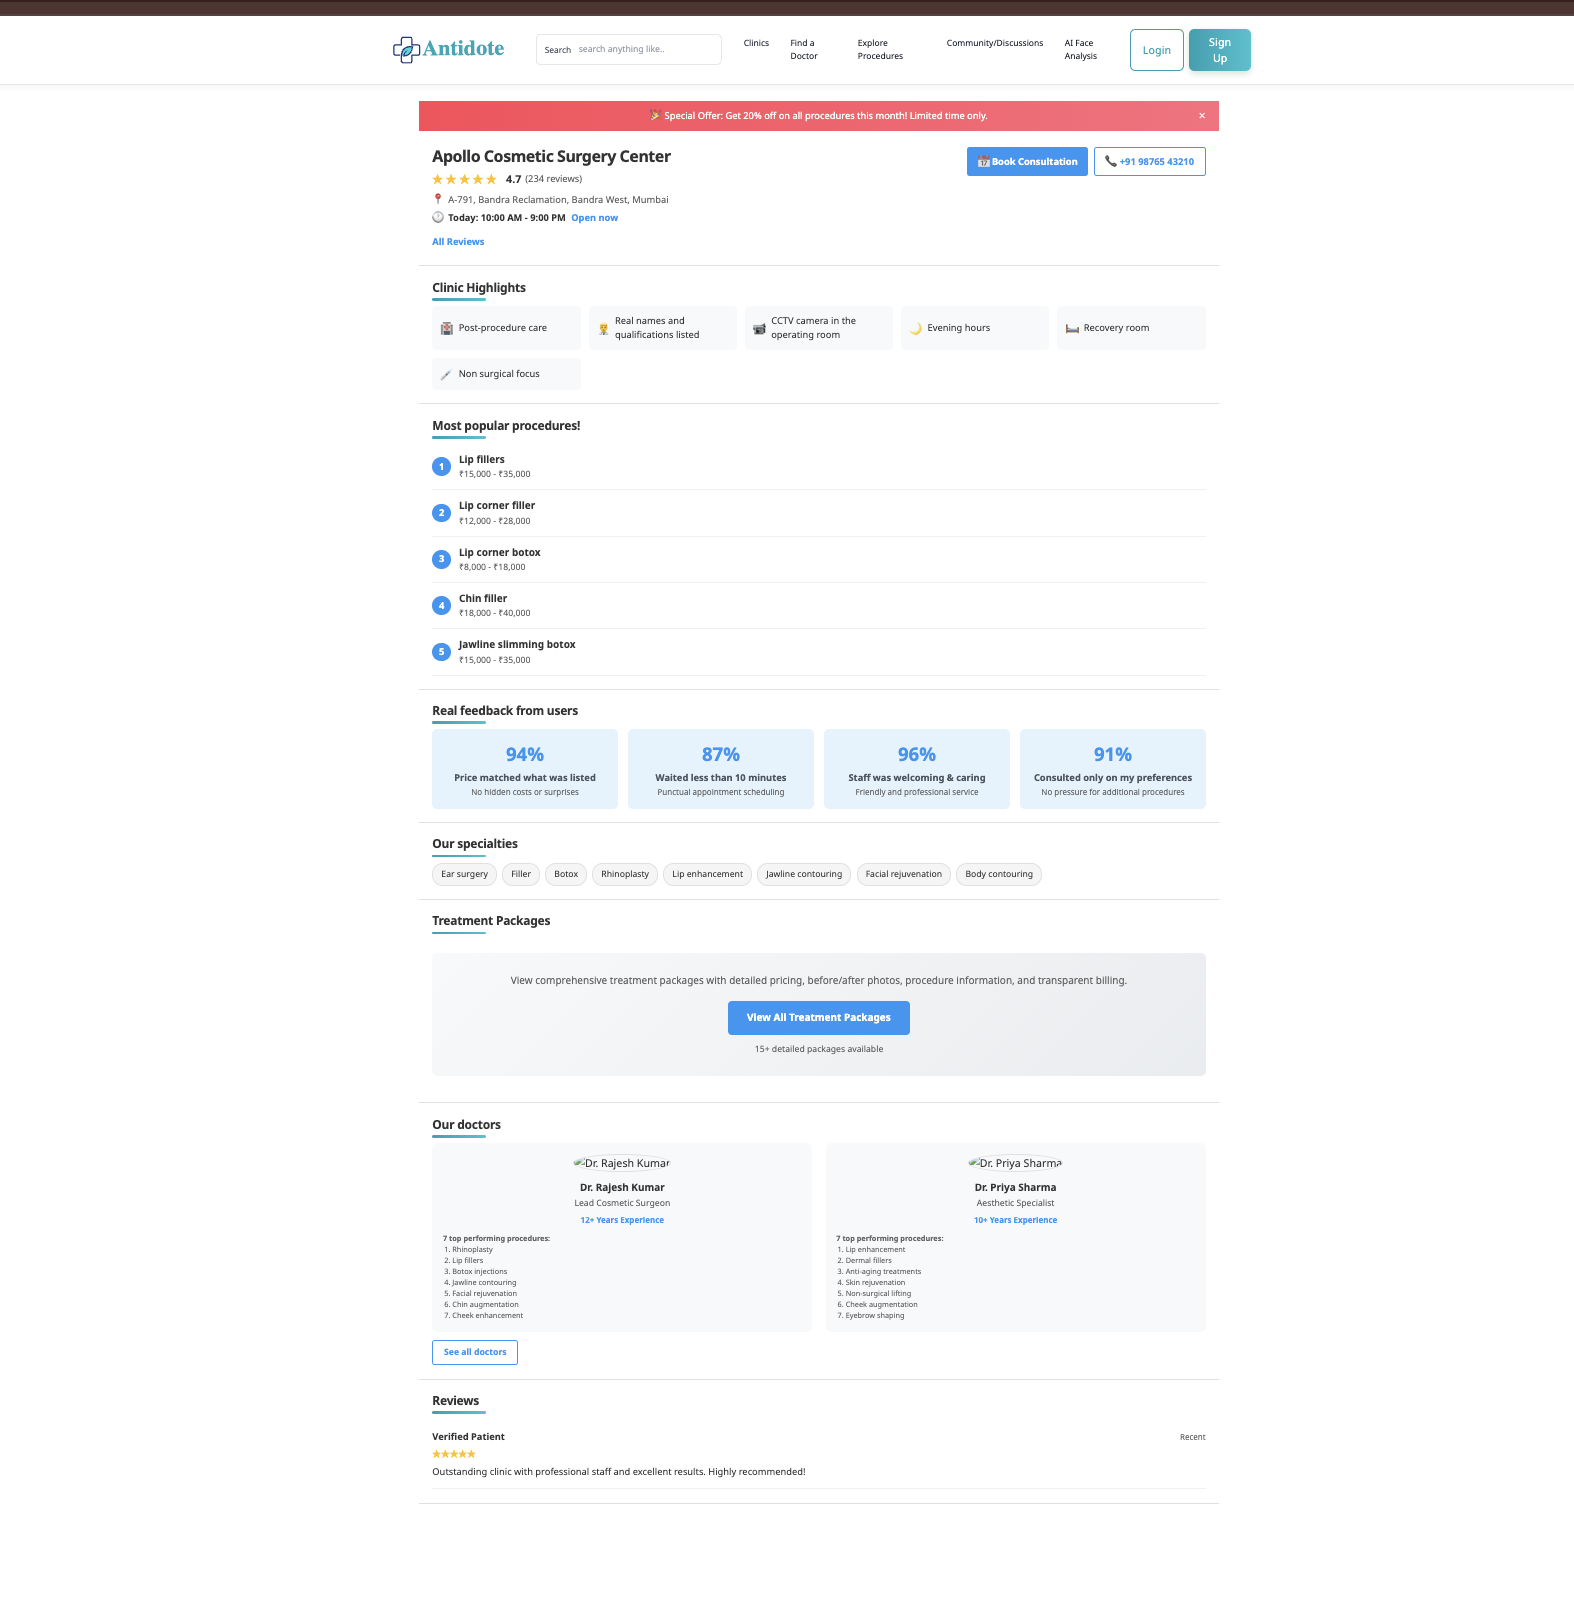 Antidote
Search search anything like..
Clinics
Find a
Doctor
Explore
Procedures
Community/Discussions
AI Face
Analysis
Login
Sign
Up
🎉 Special Offer: Get 20% off on all procedures this month! Limited time only.
×
Apollo Cosmetic Surgery Center
📅 Book Consultation
📞 +91 98765 43210
★★★★★ 4.7 (234 reviews)
📍 A-791, Bandra Reclamation, Bandra West, Mumbai
🕐 Today: 10:00 AM - 9:00 PM Open now
All Reviews
Clinic Highlights
Post-procedure care
Real names and
qualifications listed
CCTV camera in the
operating room
Evening hours
Recovery room
Non surgical focus
Most popular procedures!
1 Lip fillers
₹15,000 - ₹35,000
2 Lip corner filler
₹12,000 - ₹28,000
3 Lip corner botox
₹8,000 - ₹18,000
4 Chin filler
₹18,000 - ₹40,000
5 Jawline slimming botox
₹15,000 - ₹35,000
Real feedback from users
94%
Price matched what was listed
No hidden costs or surprises
87%
Waited less than 10 minutes
Punctual appointment scheduling
96%
Staff was welcoming & caring
Friendly and professional service
91%
Consulted only on my preferences
No pressure for additional procedures
Our specialties
Ear surgery
Filler
Botox
Rhinoplasty
Lip enhancement
Jawline contouring
Facial rejuvenation
Body contouring
Treatment Packages
View comprehensive treatment packages with detailed pricing, before/after photos, procedure information, and transparent billing.
View All Treatment Packages
15+ detailed packages available
Our doctors
Dr. Rajesh Kumar
Dr. Rajesh Kumar
Lead Cosmetic Surgeon
12+ Years Experience
7 top performing procedures:
1. Rhinoplasty
2. Lip fillers
3. Botox injections
4. Jawline contouring
5. Facial rejuvenation
6. Chin augmentation
7. Cheek enhancement
Dr. Priya Sharma
Dr. Priya Sharma
Aesthetic Specialist
10+ Years Experience
7 top performing procedures:
1. Lip enhancement
2. Dermal fillers
3. Anti-aging treatments
4. Skin rejuvenation
5. Non-surgical lifting
6. Cheek augmentation
7. Eyebrow shaping
See all doctors
Reviews
Verified Patient
Recent
★★★★★
Outstanding clinic with professional staff and excellent results. Highly recommended!